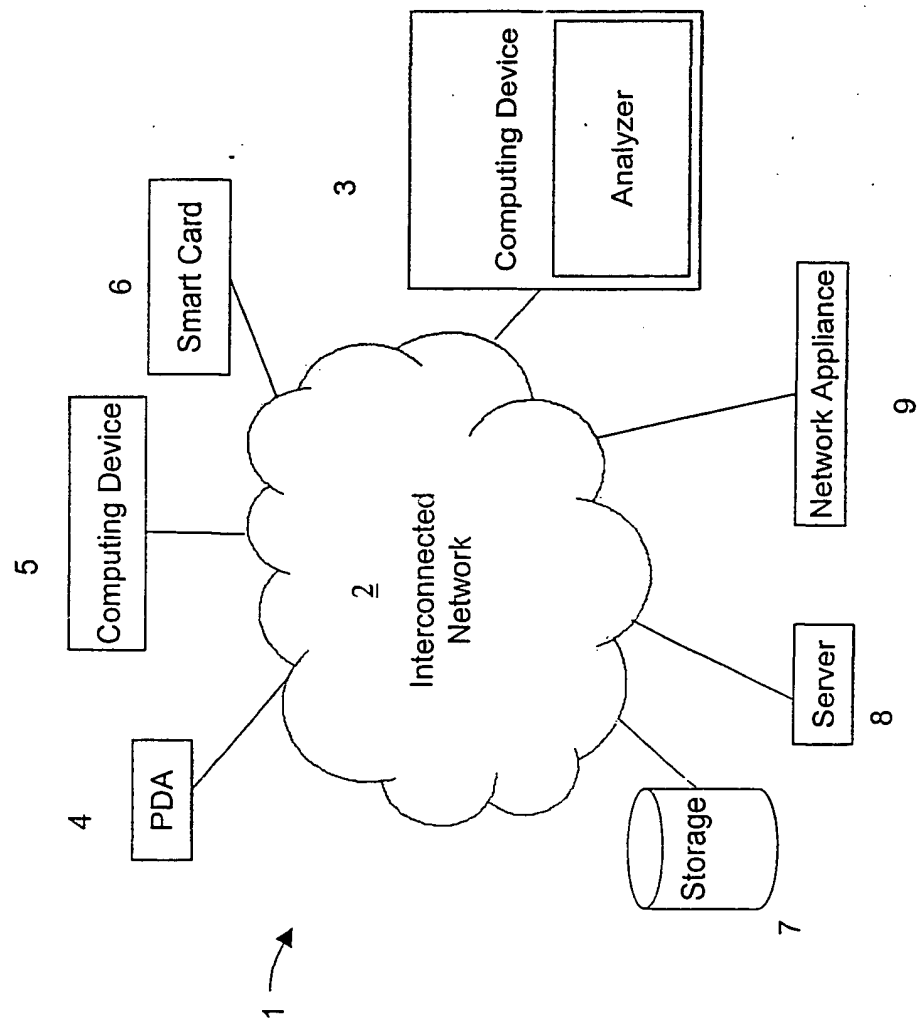 1
4
PDA
5
Computing Device
6
Smart Card
3
Computing Device
Analyzer
2
Interconnected
Network
7
Storage
8
Server
9
Network Appliance